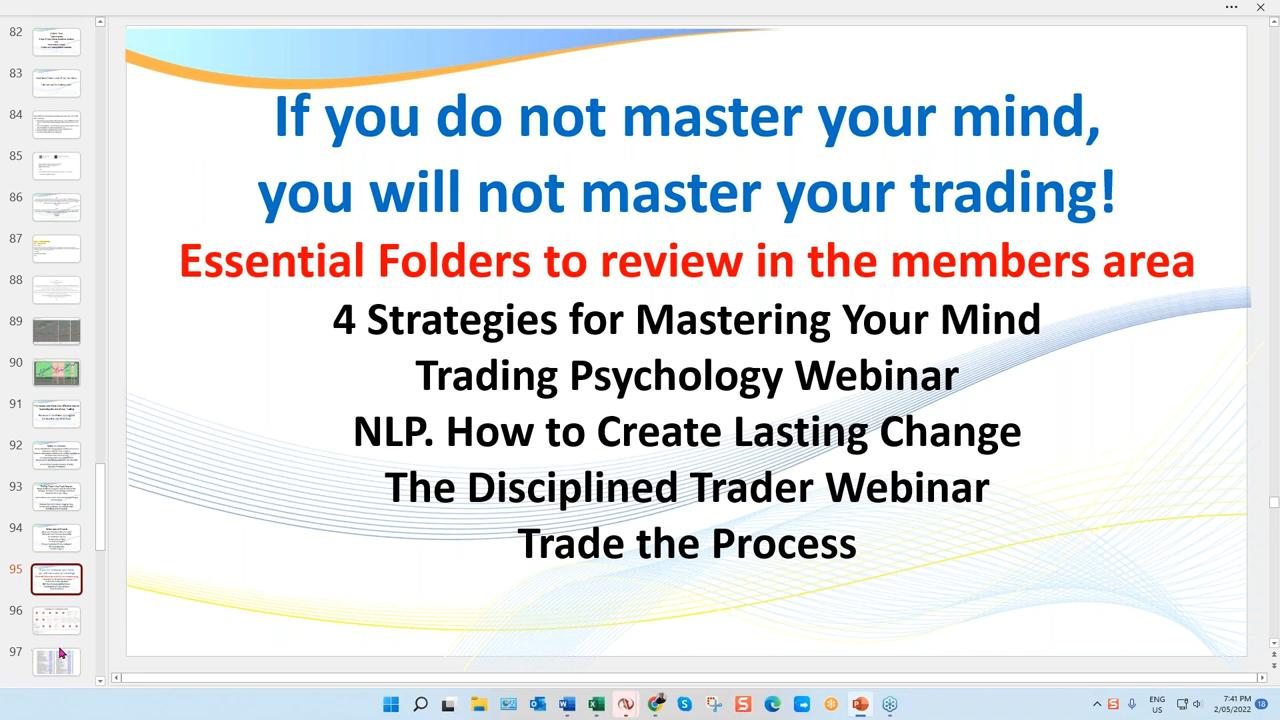 If you do not master your mind,
you will not master your trading!
Essential Folders to review in the members area
4 Strategies for Mastering Your Mind
Trading Psychology Webinar
NLP. How to Create Lasting Change
The Disciplined Trader Webinar
Trade the Process
82
83
84
85
86
87
88
89
90
91
92
93
94
95
96
97
ENG
US
7:41 PM
2/05/2022
18